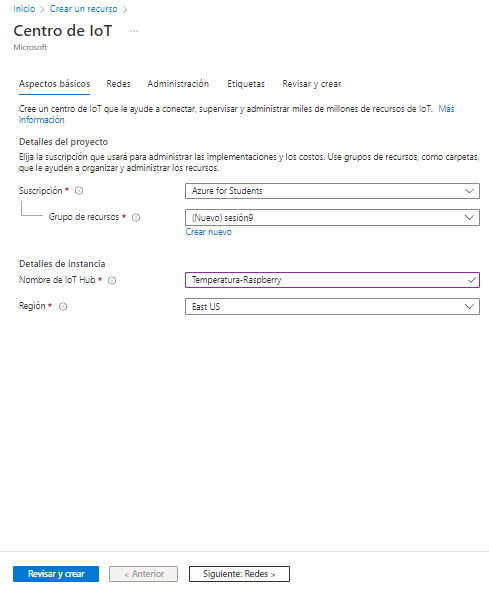 Inicio > Crear un recurso >
Centro de IoT ...
Microsoft
Aspectos básicos Redes Administración Etiquetas Revisar y crear
Cree un centro de IoT que le ayude a conectar, supervisar y administrar miles de millones de recursos de IoT. Más
información
Detalles del proyecto
Elija la suscripción que usará para administrar las implementaciones y los costos. Use grupos de recursos, como carpetas,
que le ayuden a organizar y administrar los recursos.
Suscripción * Azure for Students
Grupo de recursos * (Nuevo) sesión9
Crear nuevo
Detalles de instancia
Nombre de IoT Hub * Temperatura-Raspberry
Región * East US
Revisar y crear < Anterior Siguiente: Redes >